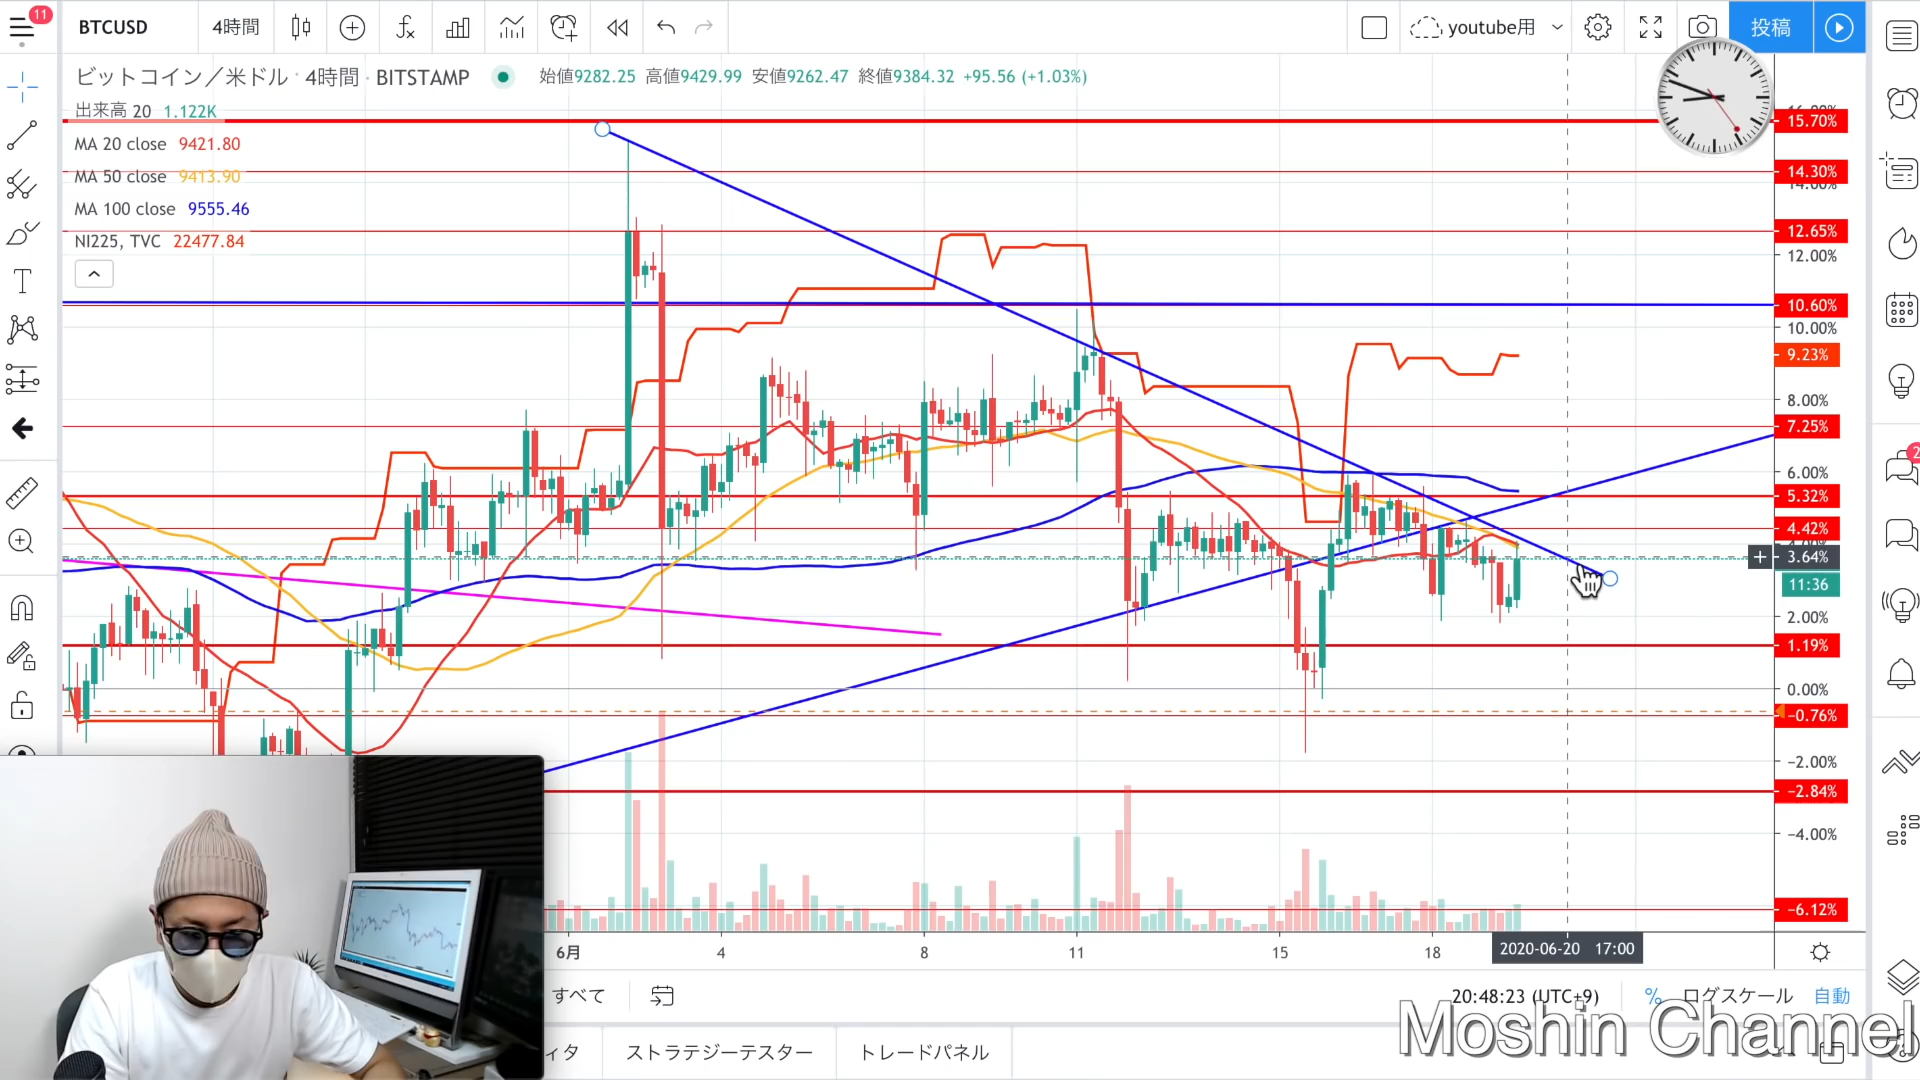 11
BTCUSD
4時間
youtube用
投稿
ビットコイン／米ドル · 4時間 · BITSTAMP
始値9282.25 高値9429.99 安値9262.47 終値9384.32 +95.56 (+1.03%)
出来高 20 1.122K
MA 20 close 9421.80
MA 50 close 9413.90
MA 100 close 9555.46
NI225, TVC 22477.84
15.70%
14.30%
14.00%
12.65%
12.00%
10.60%
10.00%
9.23%
8.00%
7.25%
6.00%
5.32%
4.42%
3.64%
11:36
2.00%
1.19%
0.00%
-0.76%
-2.00%
-2.84%
-4.00%
-6.12%
6月
4
8
11
15
18
2020-06-20 17:00
すべて
20:48:23 (UTC+9)
%
ログスケール
自動
ィタ
ストラテジーテスター
トレードパネル
Moshin Channel